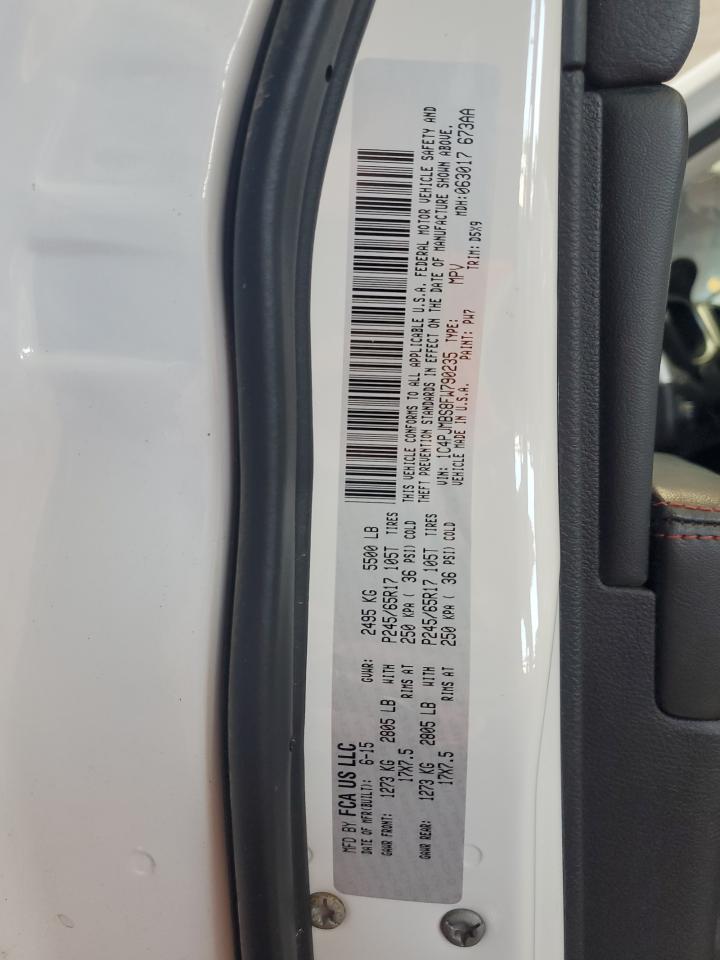 MFD BY FCA US LLC
DATE OF MFR(BUILT): 6-15 GVWR: 2495 KG 5500 LB
GAWR FRONT: 1273 KG 2805 LB WITH P245/65R17 105T TIRES
17X7.5 RIMS AT 250 KPA ( 36 PSI) COLD
GAWR REAR: 1273 KG 2805 LB WITH P245/65R17 105T TIRES
17X7.5 RIMS AT 250 KPA ( 36 PSI) COLD
THIS VEHICLE CONFORMS TO ALL APPLICABLE U.S.A. FEDERAL MOTOR VEHICLE SAFETY AND
THEFT PREVENTION STANDARDS IN EFFECT ON THE DATE OF MANUFACTURE SHOWN ABOVE.
VIN: 1C4PJMBS8FW790235 TYPE: MPV MDH:063017 673AA
VEHICLE MADE IN U.S.A. PAINT: PW7 TRIM: D5X9